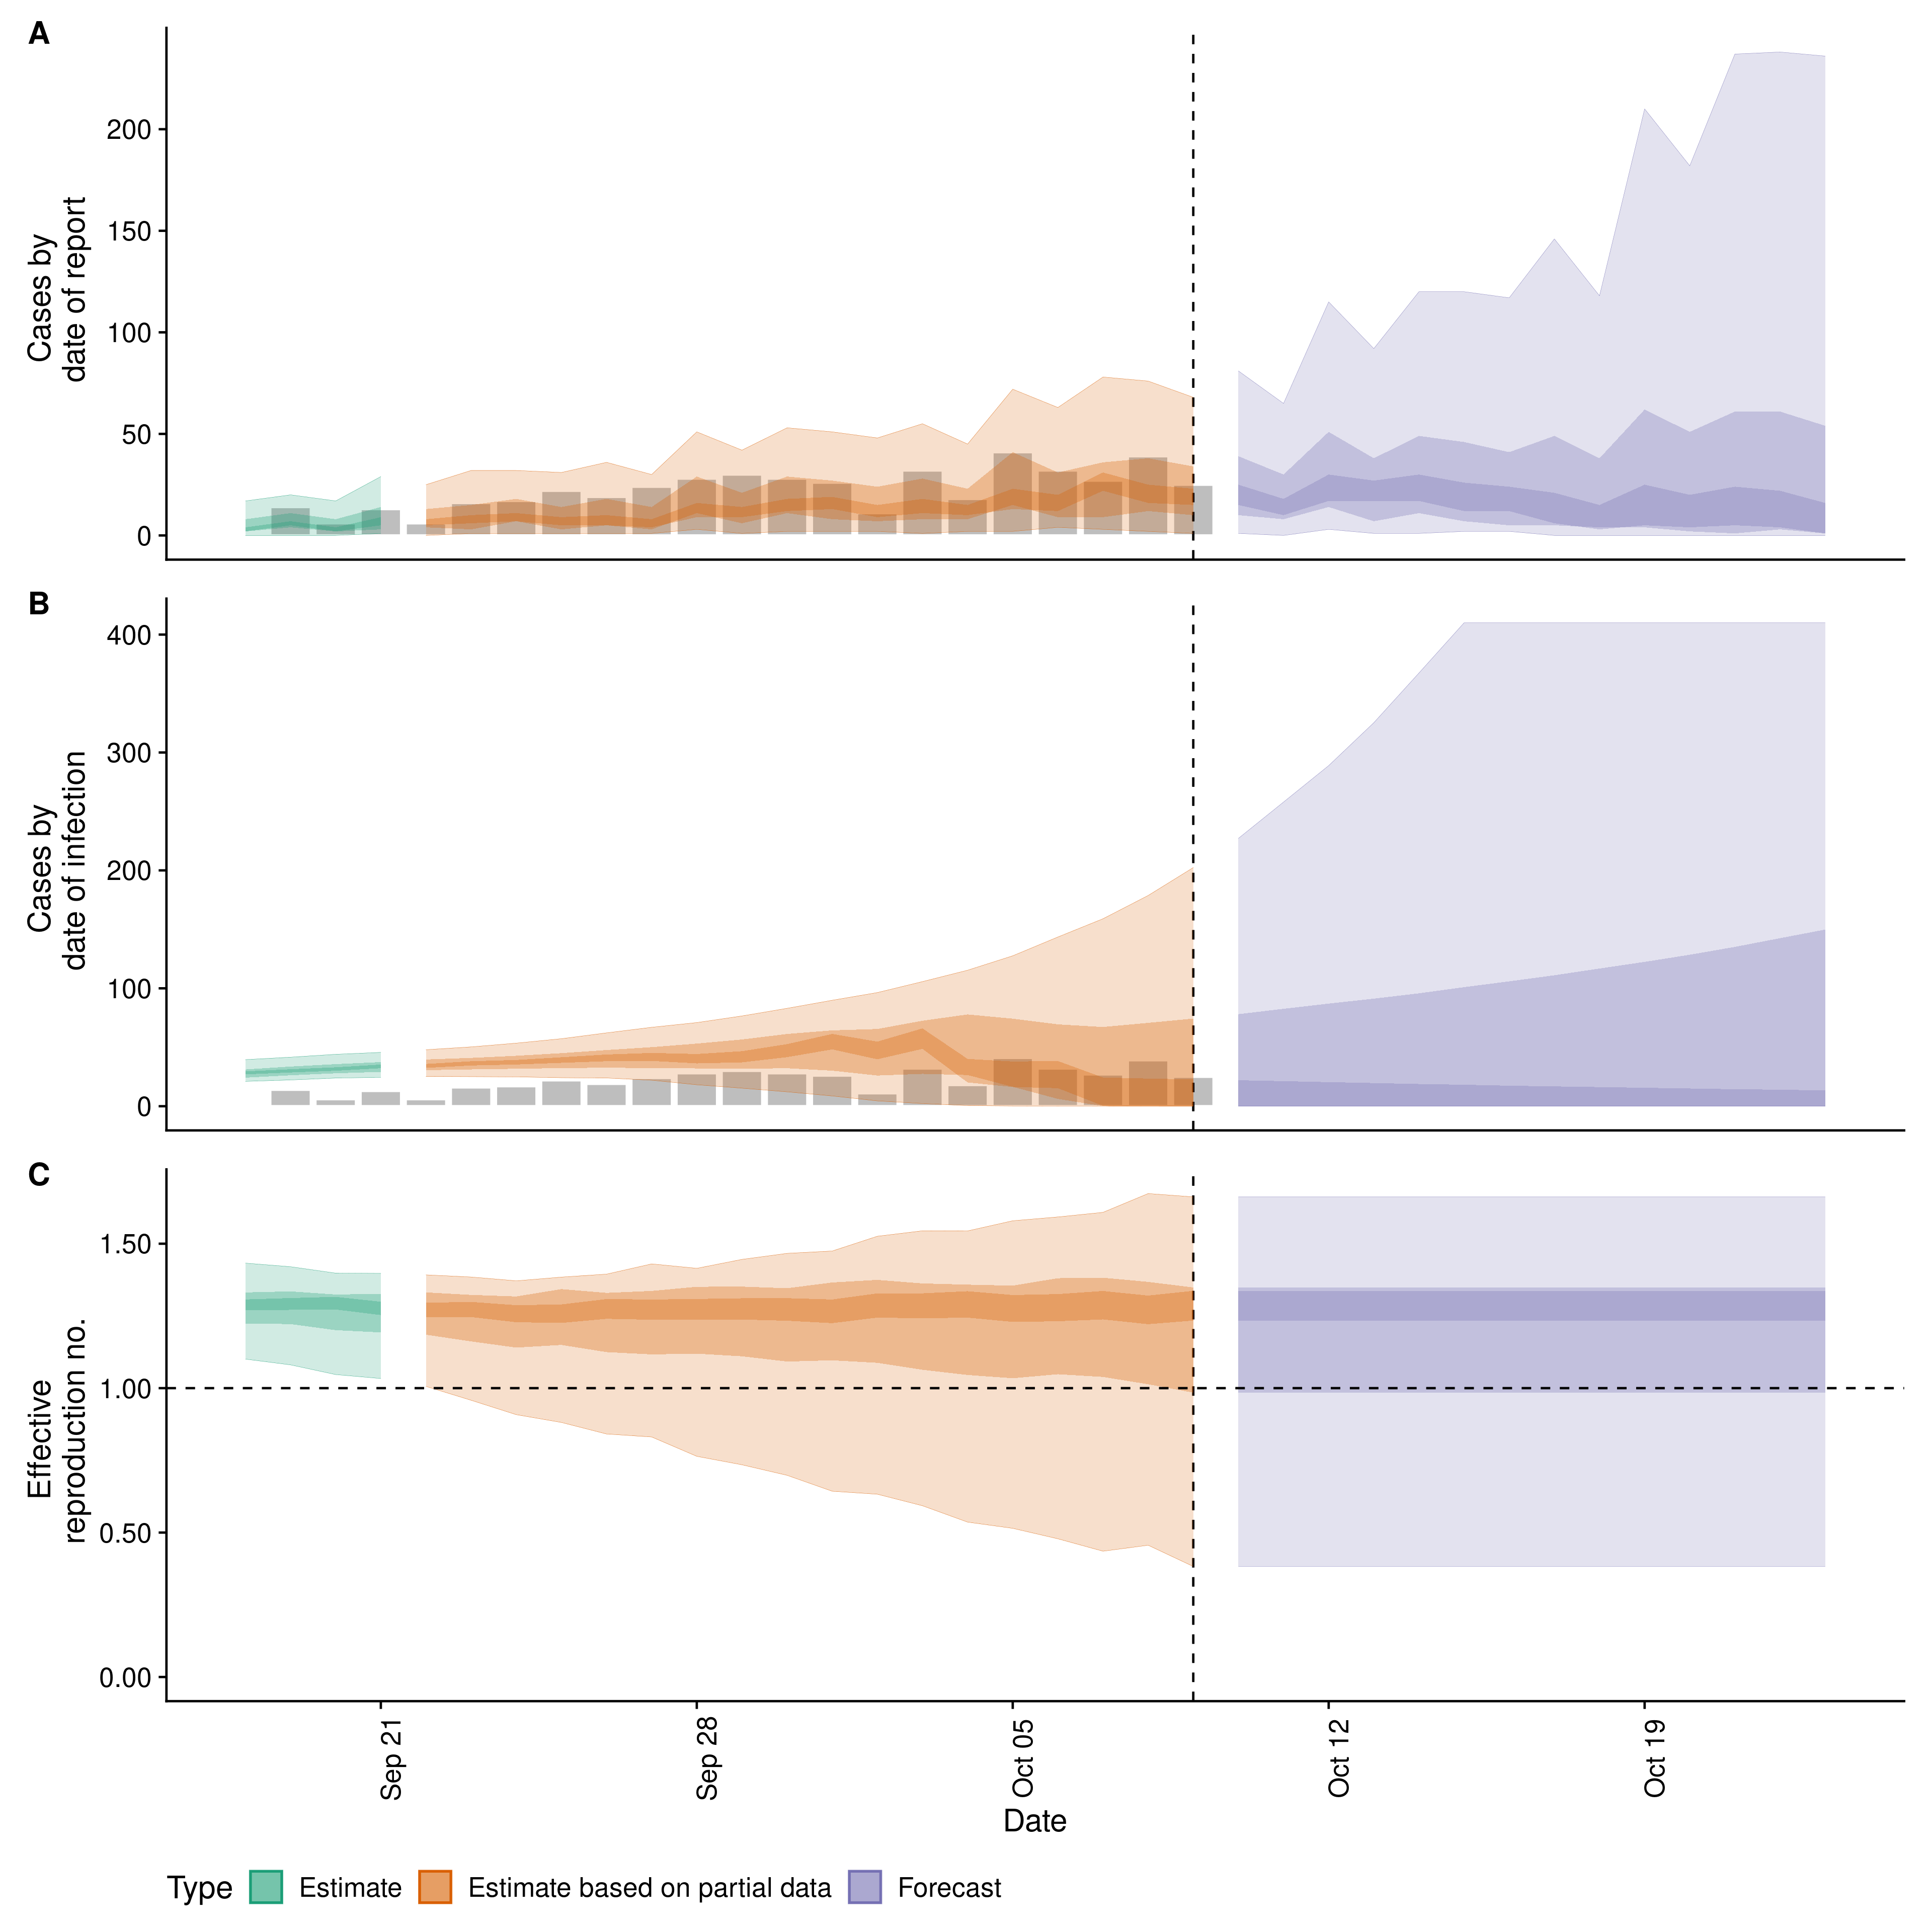 A
Cases by
date of report
200
150
100
50
0
B
Cases by
date of infection
400
300
200
100
0
C
Effective
reproduction no.
1.50
1.00
0.50
0.00
Sep 21
Sep 28
Oct 05
Oct 12
Oct 19
Date
Type Estimate Estimate based on partial data Forecast